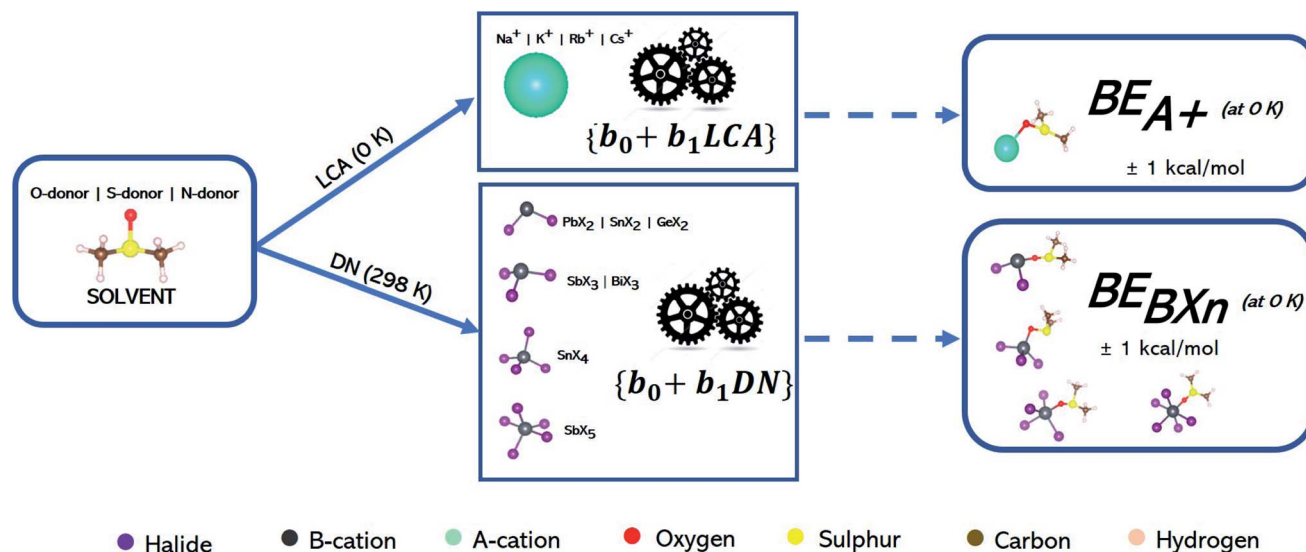 O-donor | S-donor | N-donor
SOLVENT
LCA (0 K)
DN (298 K)
Na⁺ | K⁺ | Rb⁺ | Cs⁺
{b₀ + b₁LCA}
PbX₂ | SnX₂ | GeX₂
SbX₃ | BiX₃
SnX₄
SbX₅
{b₀ + b₁DN}
BE_A+ (at 0 K)
± 1 kcal/mol
BE_BXn (at 0 K)
± 1 kcal/mol
Halide B-cation A-cation Oxygen Sulphur Carbon Hydrogen